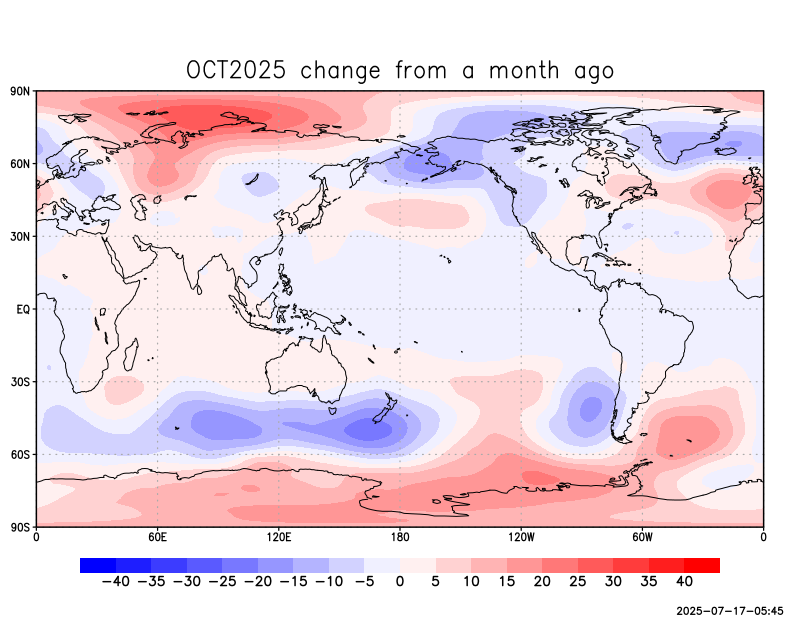 OCT2025 change from a month ago
90N
60N
30N
EQ
30S
60S
90S
0 60E 120E 180 120W 60W 0
−40 −35 −30 −25 −20 −15 −10 −5 0 5 10 15 20 25 30 35 40
2025-07-17-05:45